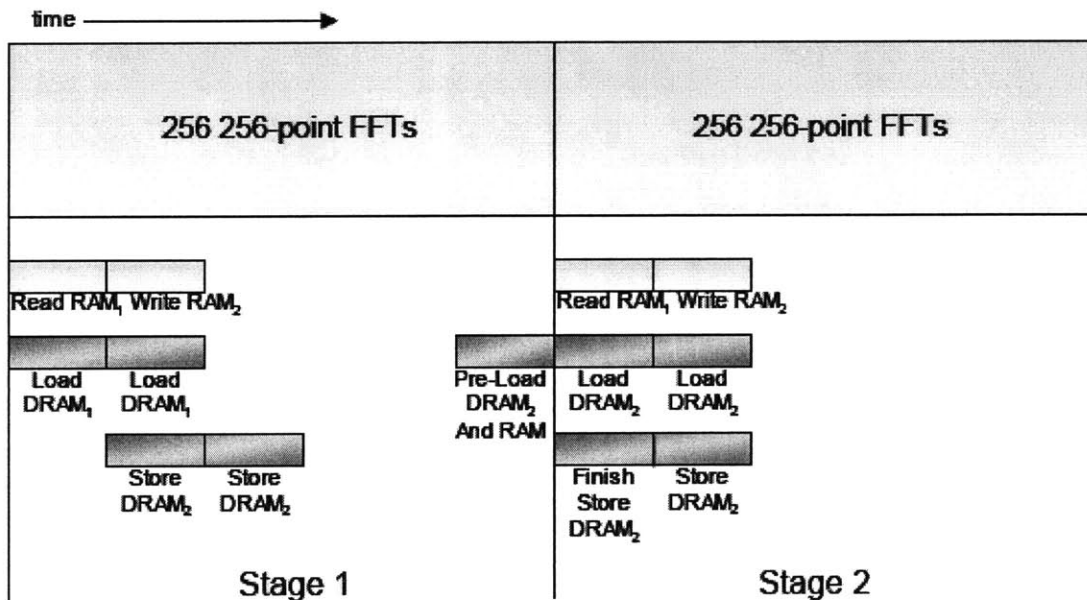 time
256 256-point FFTs
256 256-point FFTs
Read RAM₁ Write RAM₂
Read RAM₁ Write RAM₂
Load DRAM₁
Load DRAM₁
Pre-Load DRAM₂ And RAM
Load DRAM₂
Load DRAM₂
Store DRAM₂
Store DRAM₂
Finish Store DRAM₂
Store DRAM₂
Stage 1
Stage 2